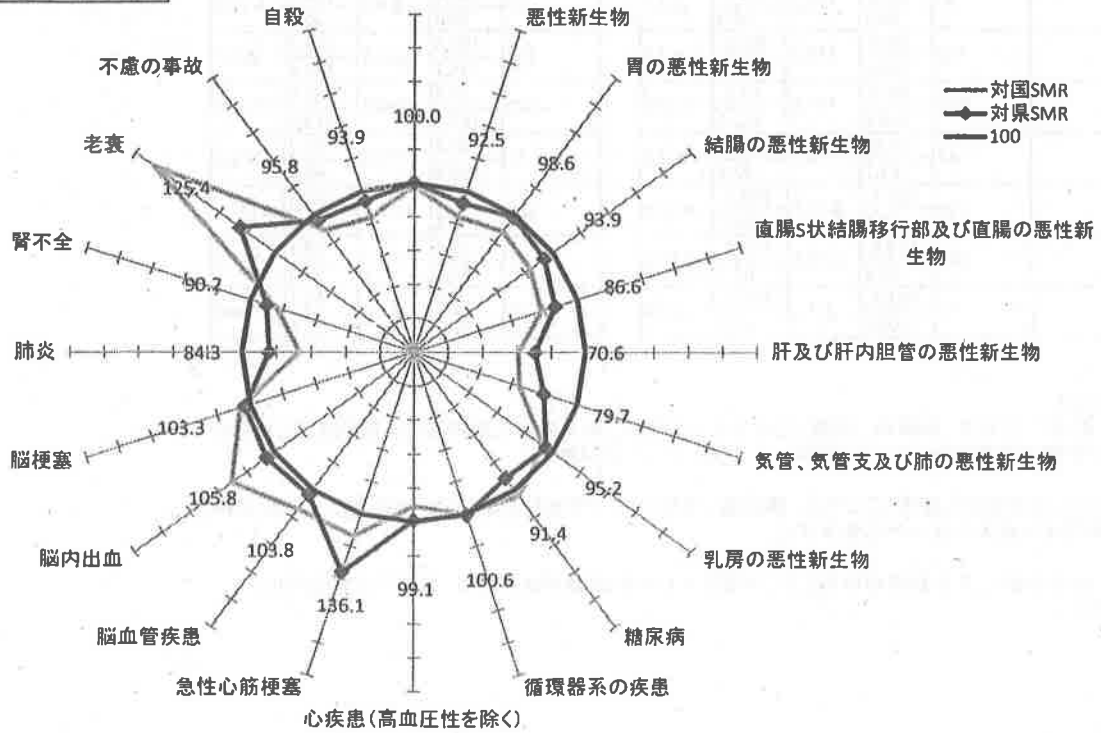 自殺
悪性新生物
不慮の事故
胃の悪性新生物
100.0
対国SMR
対県SMR
100
93.9
92.5
老衰
95.8
98.6
結腸の悪性新生物
125.4
93.9
直腸S状結腸移行部及び直腸の悪性新
生物
腎不全
90.2
86.6
肺炎
84.3
70.6
肝及び肝内胆管の悪性新生物
103.3
79.7
脳梗塞
気管、気管支及び肺の悪性新生物
105.8
95.2
脳内出血
91.4
乳房の悪性新生物
103.8
136.1
99.1
100.6
脳血管疾患
糖尿病
急性心筋梗塞
循環器系の疾患
心疾患(高血圧性を除く)